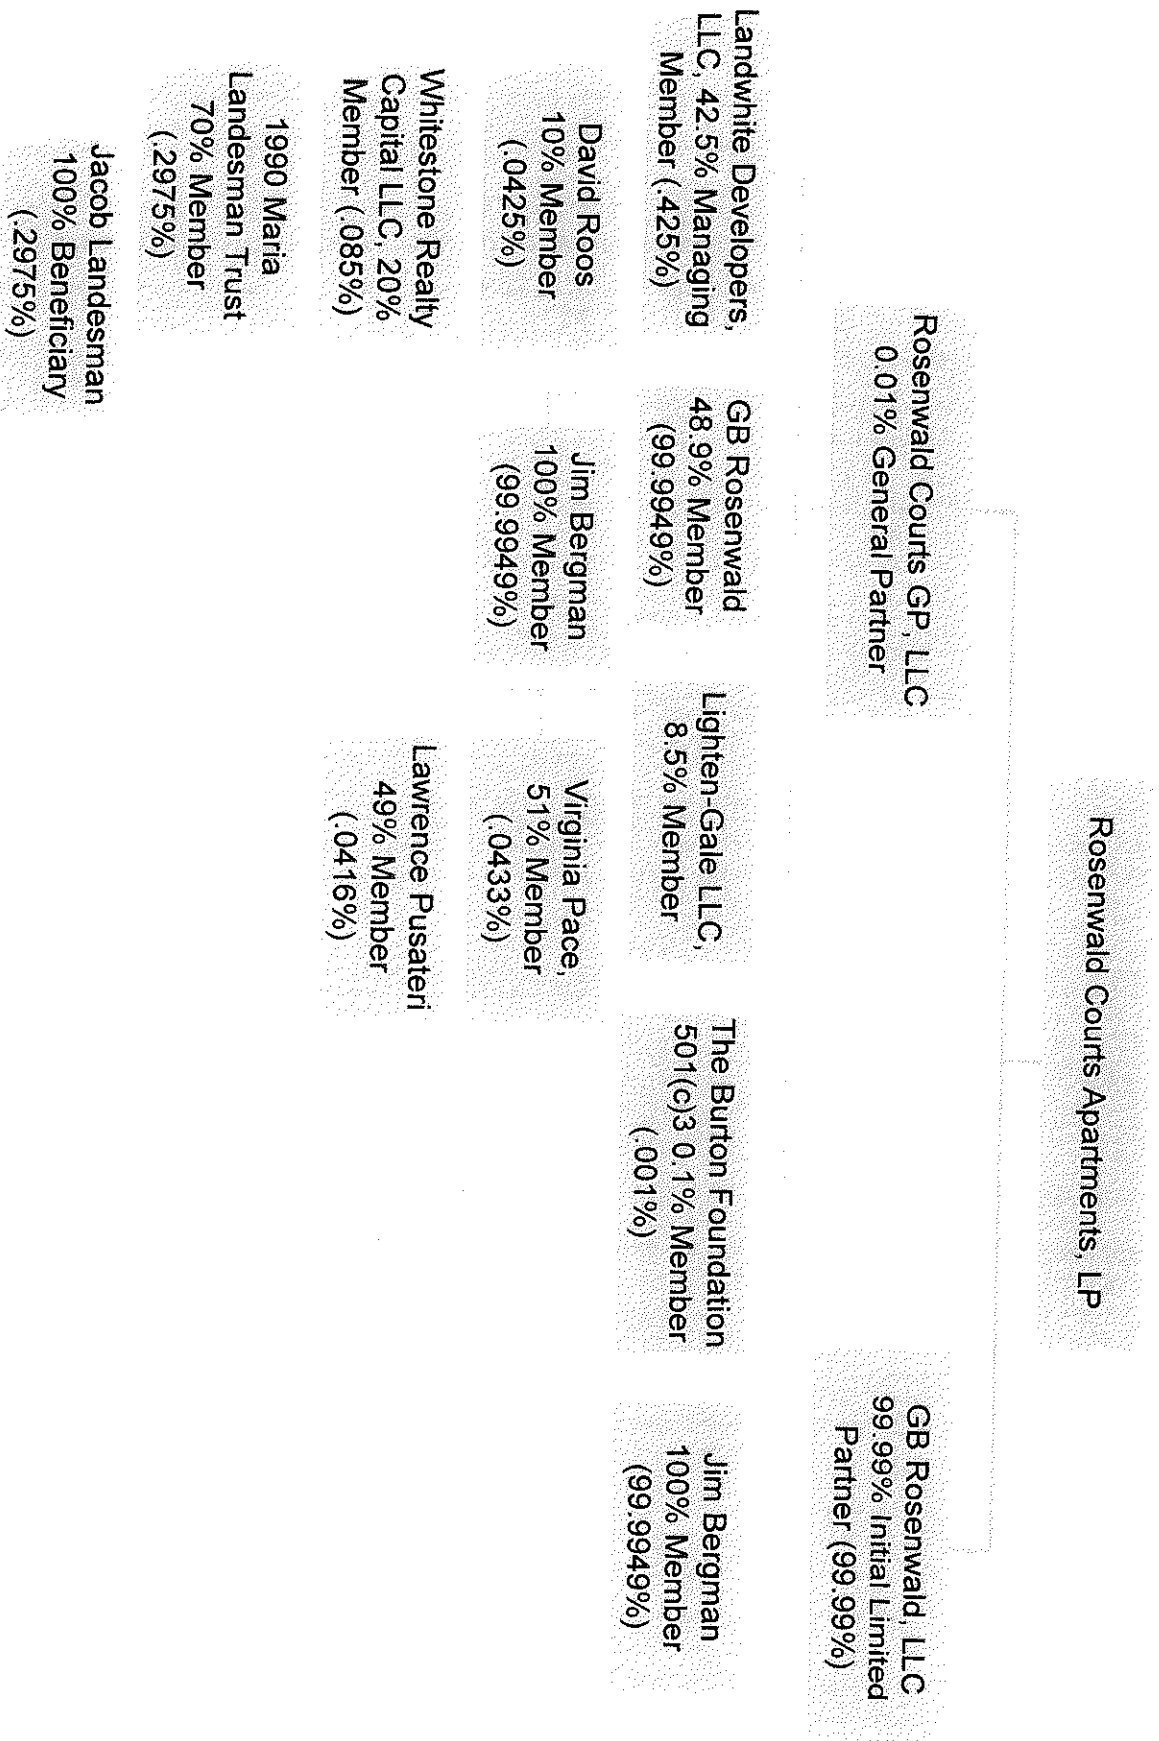 Rosenwald Courts Apartments, LP
Rosenwald Courts GP, LLC
0.01% General Partner
GB Rosenwald, LLC
99.99% Initial Limited
Partner (99.99%)
Landwhite Developers,
LLC, 42.5% Managing
Member (.425%)
GB Rosenwald
48.9% Member
(99.9949%)
Lighten-Gale LLC,
8.5% Member
The Burton Foundation
501(c)3 0.1% Member
(.001%)
Jim Bergman
100% Member
(99.9949%)
David Roos
10% Member
(.0425%)
Jim Bergman
100% Member
(99.9949%)
Virginia Pace,
51% Member
(.0433%)
Whitestone Realty
Capital LLC, 20%
Member (.085%)
Lawrence Pusateri
49% Member
(.0416%)
1990 Maria
Landesman Trust
70% Member
(.2975%)
Jacob Landesman
100% Beneficiary
(.2975%)